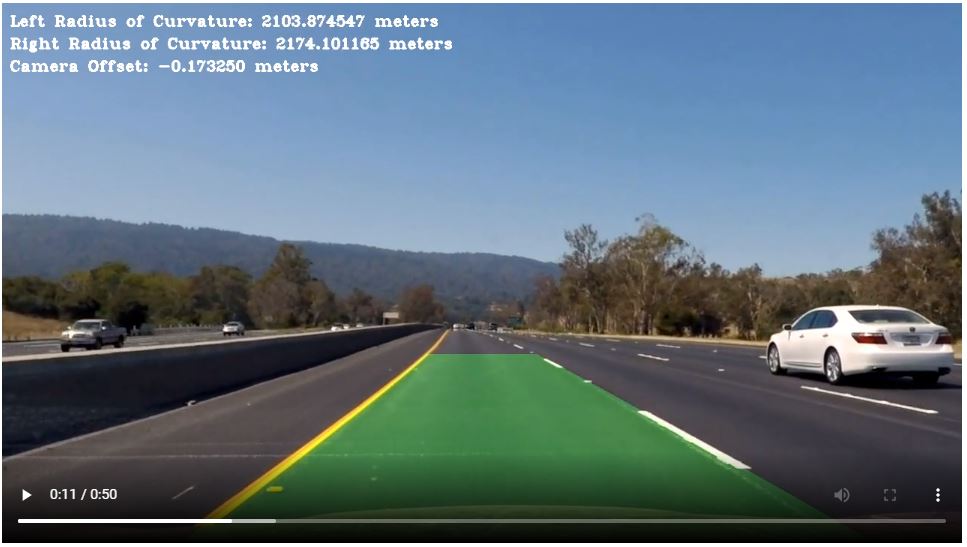 Left Radius of Curvature: 2103.874547 meters
Right Radius of Curvature: 2174.101165 meters
Camera Offset: -0.173250 meters
0:11 / 0:50